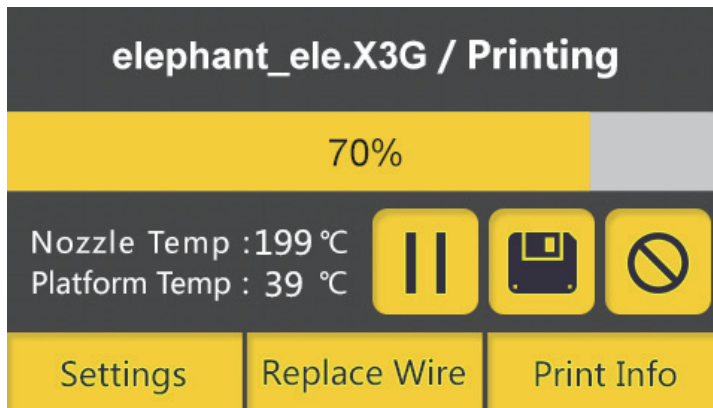 elephant_ele.X3G / Printing
70%
Nozzle Temp :199 ℃
Platform Temp : 39 ℃
Settings
Replace Wire
Print Info